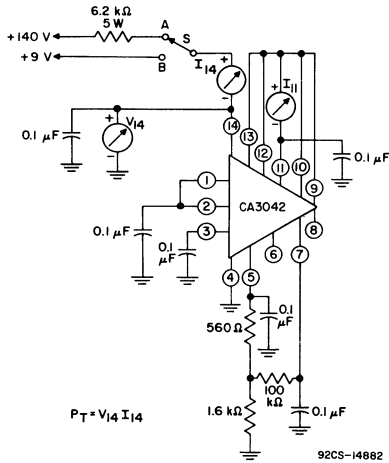 6.2 kΩ
5 W
A
+140 V
S
+9 V
B
+
I14
-
+
V14
-
0.1 μF
14
13
12
+
I11
-
11
10
9
0.1 μF
1
2
3
CA3042
8
0.1 μF
0.1 μF
4
5
6
7
560 Ω
0.1 μF
100 kΩ
1.6 kΩ
0.1 μF
PT = V14 I14
92CS-14882